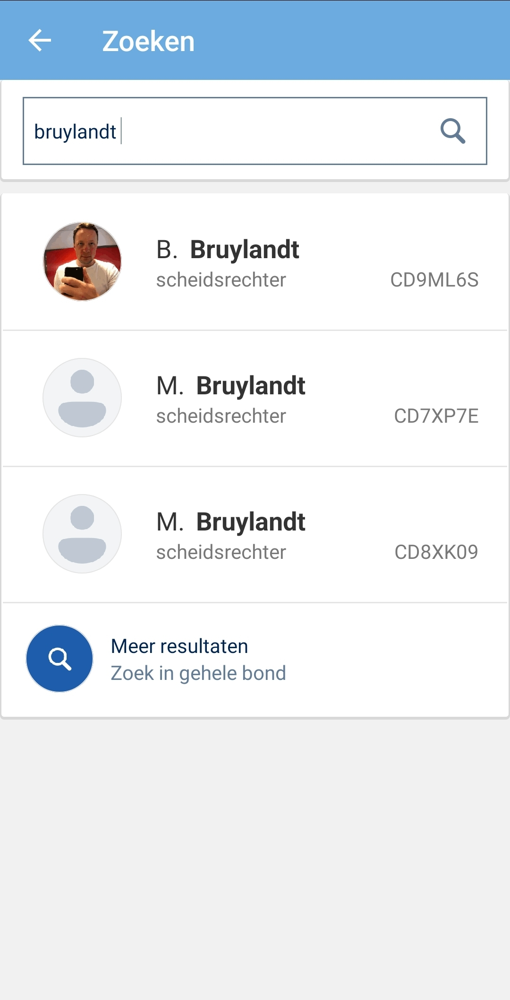 Zoeken
bruylandt
B. Bruylandt
scheidsrechter CD9ML6S
M. Bruylandt
scheidsrechter CD7XP7E
M. Bruylandt
scheidsrechter CD8XK09
Meer resultaten
Zoek in gehele bond